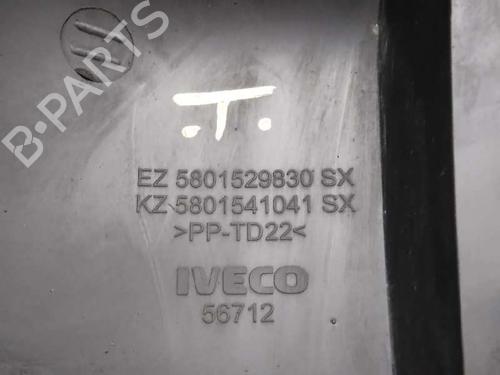 B-PARTS
.T.
EZ 5801529830 SX
KZ 5801541041 SX
>PP-TD22<
IVECO
56712